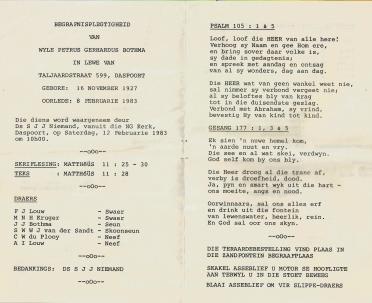 BEGRAFNISPLEGTIGHEID
VAN
WYLE PETRUS GERHARDUS BOTHMA
IN LEWE VAN
TALJAARDSTRAAT 599, DASPOORT
GEBORE: 16 NOVEMBER 1927
OORLEDE: 8 FEBRUARIE 1983
Die diens word waargeneem deur
Ds S J J Niemand, vanuit die NG Kerk,
Daspoort, op Saterdag, 12 Februarie 1983
om 10h00.
--oOo--
SKRIFLESING: MATTHÉUS 11 : 25 - 30
TEKS : MATTHÉUS 11 : 28
--oOo--
DRAERS
F J Louw - Swaer
M N H Kruger - Swaer
J J Bothma - Seun
S W W J van der Sandt - Skoonseun
C W du Plooy - Neef
A I Louw - Neef
--oOo--
BEDANKINGS: DS S J J NIEMAND
--oOo--
PSALM 105 : 1 & 5
Loof, loof die HEER van alle here!
Verhoog sy Naam en gee Hom ere,
en bring sover daar volke is,
sy dade in gedagtenis;
en spreek met aandag en ontsag
van al sy wonders, dag aan dag.
Die HEER wat van geen wankel weet nie,
sal nimmer sy verbond vergeet nie;
al sy beloftes bly van krag
tot in die duisendste geslag.
Verbond met Abraham, sy vrind,
bevestig Hy van kind tot kind.
GESANG 177 : 1, 3 & 5
Ek sien 'n nuwe hemel kom,
'n aarde nuut en vry.
Die see en al wat skei, verdwyn.
God self kom by ons bly.
Die Heer droog al die trane af,
verby is droefheid, dood.
Ja, pyn en smart wyk uit die hart -
ons moeite, angs en nood.
Oorwinnaars, sal ons alles erf
en drink uit die fontein
van lewenswater, heerlik, rein.
En God sal oor ons skyn.
--oOo--
DIE TERAARDEBESTELLING VIND PLAAS IN
DIE ZANDFONTEIN BEGRAAFPLAAS
SKAKEL ASSEBLIEF U MOTOR SE HOOFLIGTE
AAN TERWYL U IN DIE STOET BEWEEG
BLAAI ASSEBLIEF OM VIR SLIPPE-DRAERS